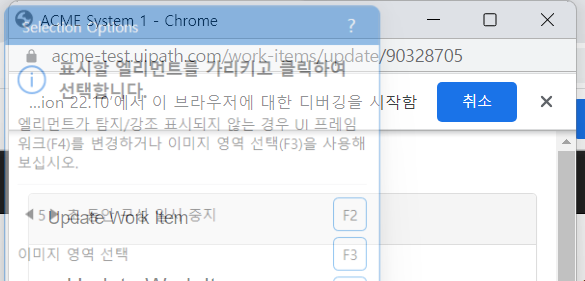 ACME System 1 - Chrome
Selection Options ?
acme-test.uipath.com/work-items/update/90328705
표시할 엘리먼트를 가리키고 클릭하여
선택합니다.
...ion 22.10'에서 이 브라우저에 대한 디버깅을 시작함
취소
엘리먼트가 탐지/강조 표시되지 않는 경우 UI 프레임
워크(F4)를 변경하거나 이미지 영역 선택(F3)을 사용해
보십시오.
5 초 동안 구성 일시 중지 F2
Update Work Item
이미지 영역 선택 F3